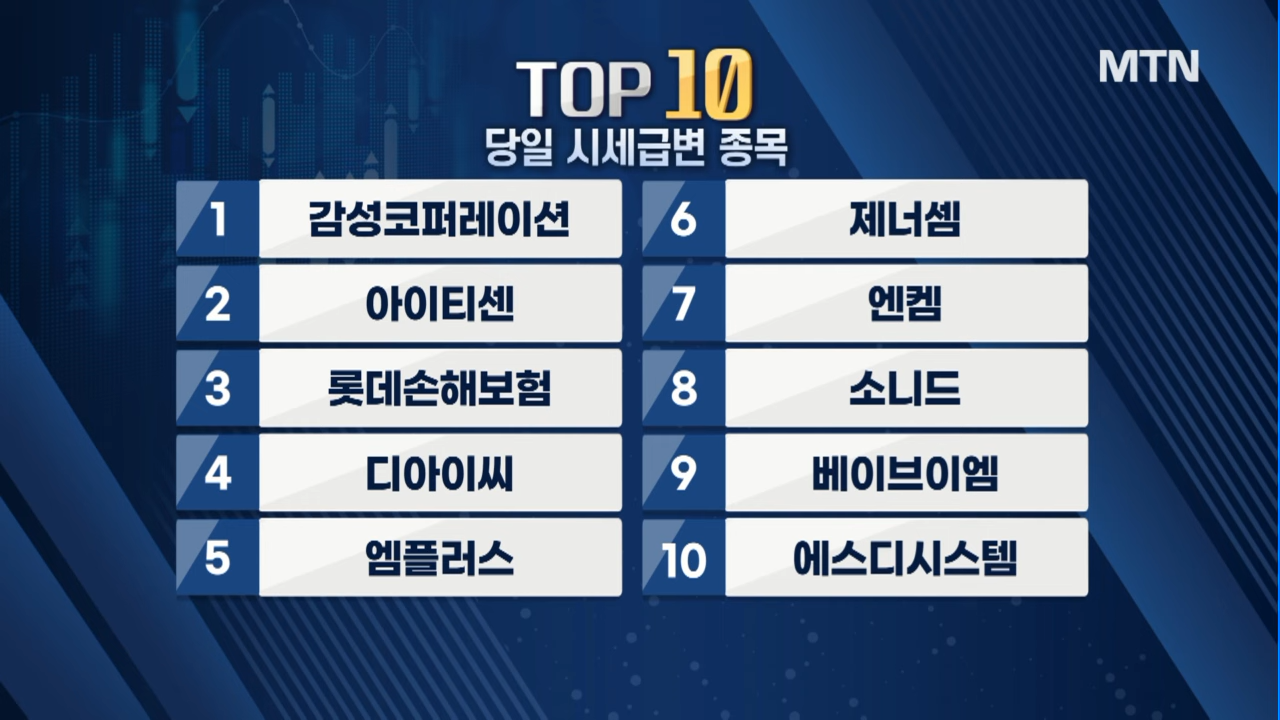 TOP 10
MTN
당일 시세급변 종목
1 감성코퍼레이션
2 아이티센
3 롯데손해보험
4 디아이씨
5 엠플러스
6 제너셈
7 엔켐
8 소니드
9 베이브이엠
10 에스디시스템